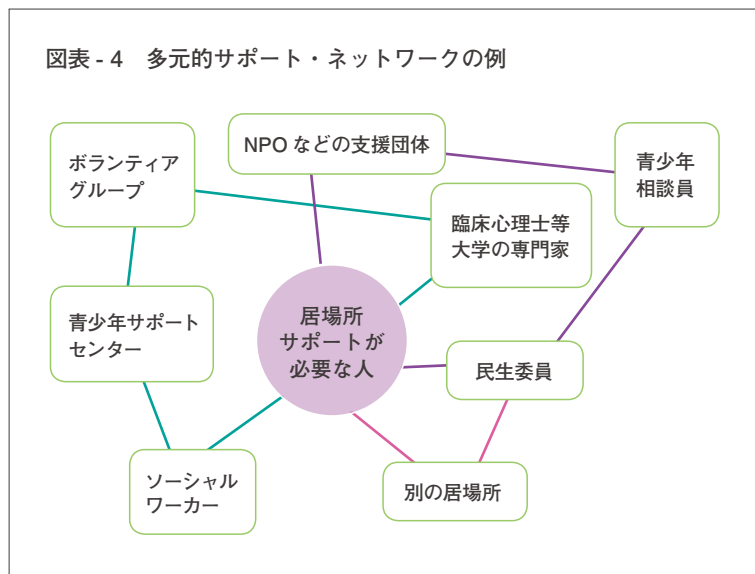 図表 - 4　多元的サポート・ネットワークの例
NPO などの支援団体
ボランティア
グループ
青少年
相談員
臨床心理士等
大学の専門家
青少年サポート
センター
居場所
サポートが
必要な人
民生委員
ソーシャル
ワーカー
別の居場所